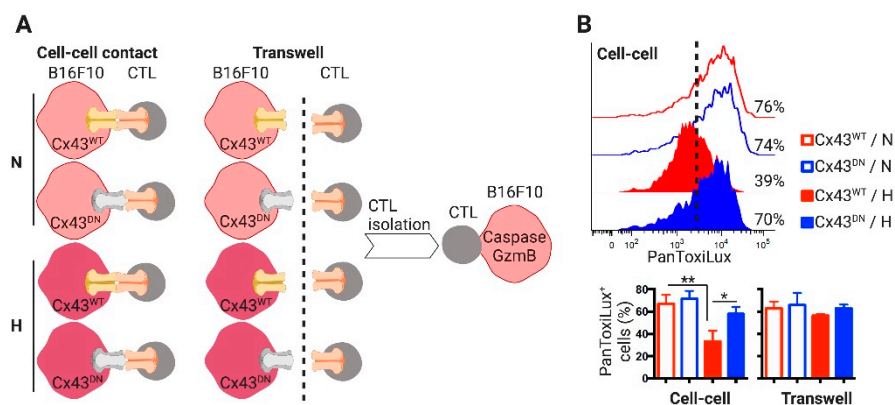 A
Cell-cell contact
Transwell
B16F10 CTL
B16F10 CTL
N
Cx43WT
Cx43WT
Cx43DN
Cx43DN
H
Cx43WT
Cx43WT
Cx43DN
Cx43DN
CTL
isolation
CTL
B16F10
Caspase
GzmB
B
Cell-cell
76%
74%
39%
70%
0 10² 10³ 10⁴ 10⁵
PanToxiLux
Cx43WT / N
Cx43DN / N
Cx43WT / H
Cx43DN / H
PanToxiLux+
cells (%)
80
60
40
20
0
**
*
Cell-cell
Transwell